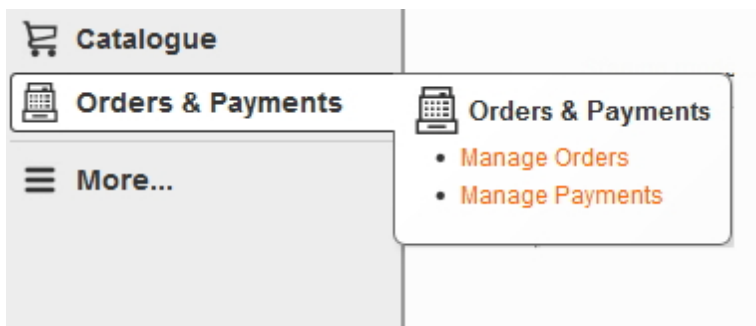 Catalogue
Orders & Payments
More...
Orders & Payments
Manage Orders
Manage Payments